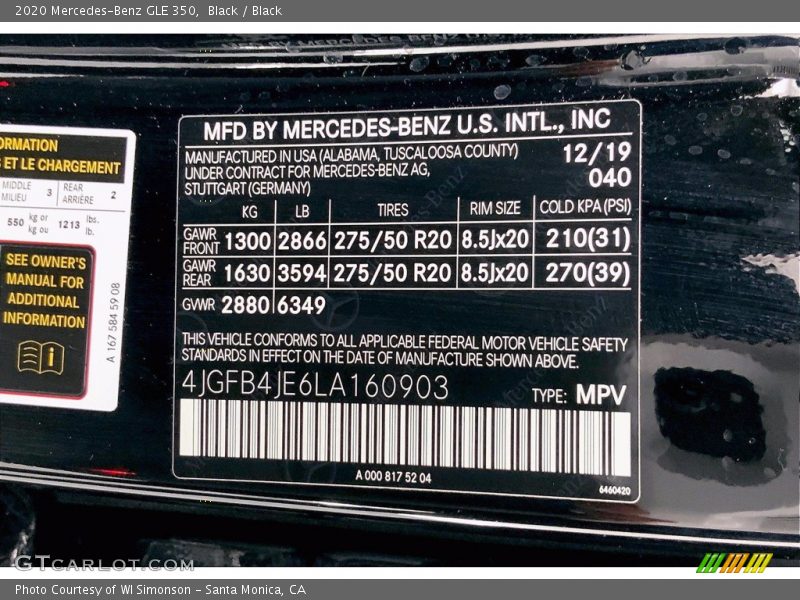 2020 Mercedes-Benz GLE 350,  Black / Black
ORMATION
S ET LE CHARGEMENT
MIDDLE MILIEU 3 REAR ARRIÈRE 2
550 kg or kg ou 1213 lbs. lb.
SEE OWNER'S
MANUAL FOR
ADDITIONAL
INFORMATION
A 167 584 59 08
MFD BY MERCEDES-BENZ U.S. INTL., INC
MANUFACTURED IN USA (ALABAMA, TUSCALOOSA COUNTY) 12/19
UNDER CONTRACT FOR MERCEDES-BENZ AG,
STUTTGART (GERMANY) 040
KG LB TIRES RIM SIZE COLD KPA (PSI)
GAWR FRONT 1300 2866 275/50 R20 8.5Jx20 210(31)
GAWR REAR 1630 3594 275/50 R20 8.5Jx20 270(39)
GVWR 2880 6349
THIS VEHICLE CONFORMS TO ALL APPLICABLE FEDERAL MOTOR VEHICLE SAFETY
STANDARDS IN EFFECT ON THE DATE OF MANUFACTURE SHOWN ABOVE.
4JGFB4JE6LA160903 TYPE: MPV
A 000 817 52 04
6460420
GTCARLOT.COM
Photo Courtesy of WI Simonson - Santa Monica, CA